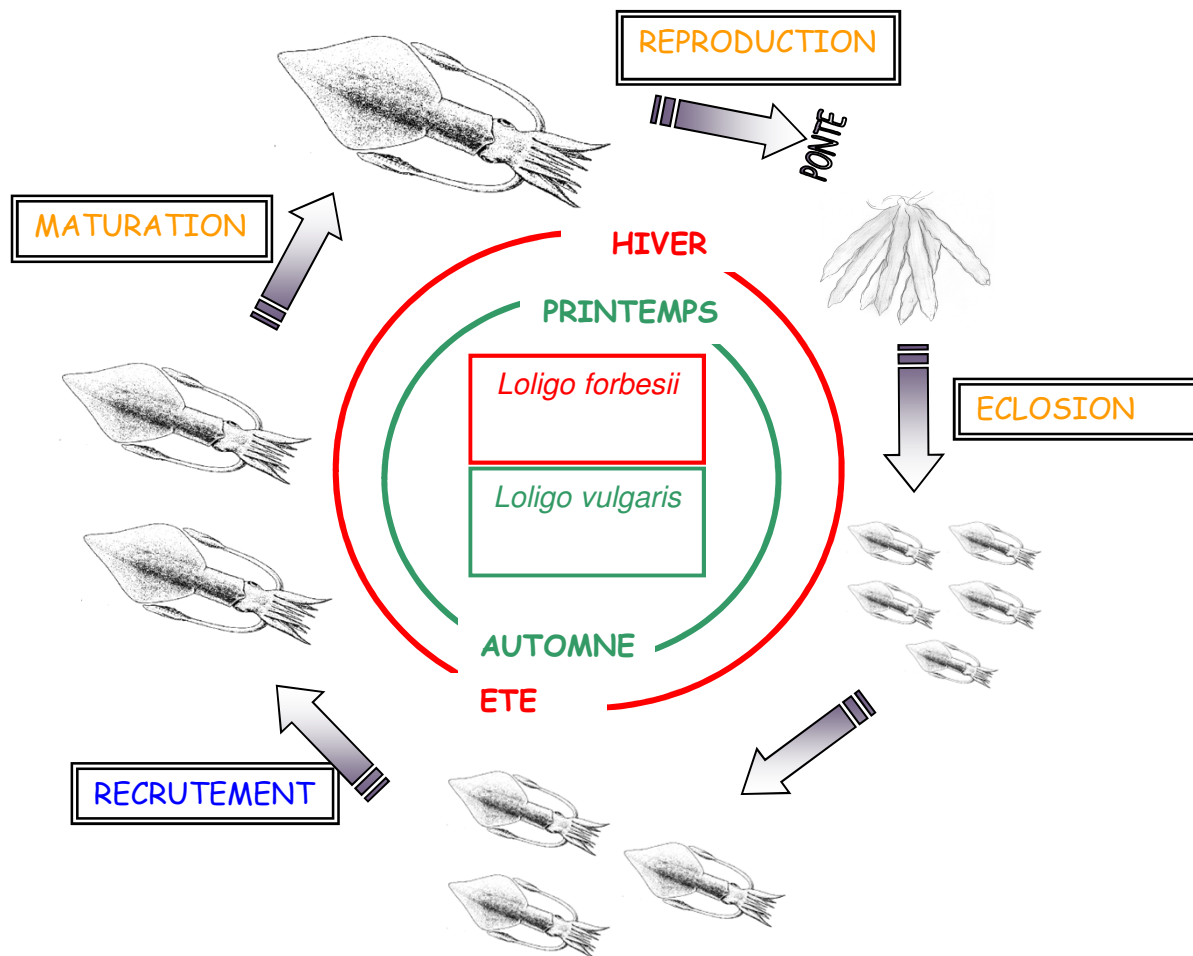 REPRODUCTION
PONTE
MATURATION
HIVER
PRINTEMPS
Loligo forbesii
ECLOSION
Loligo vulgaris
AUTOMNE
ETE
RECRUTEMENT